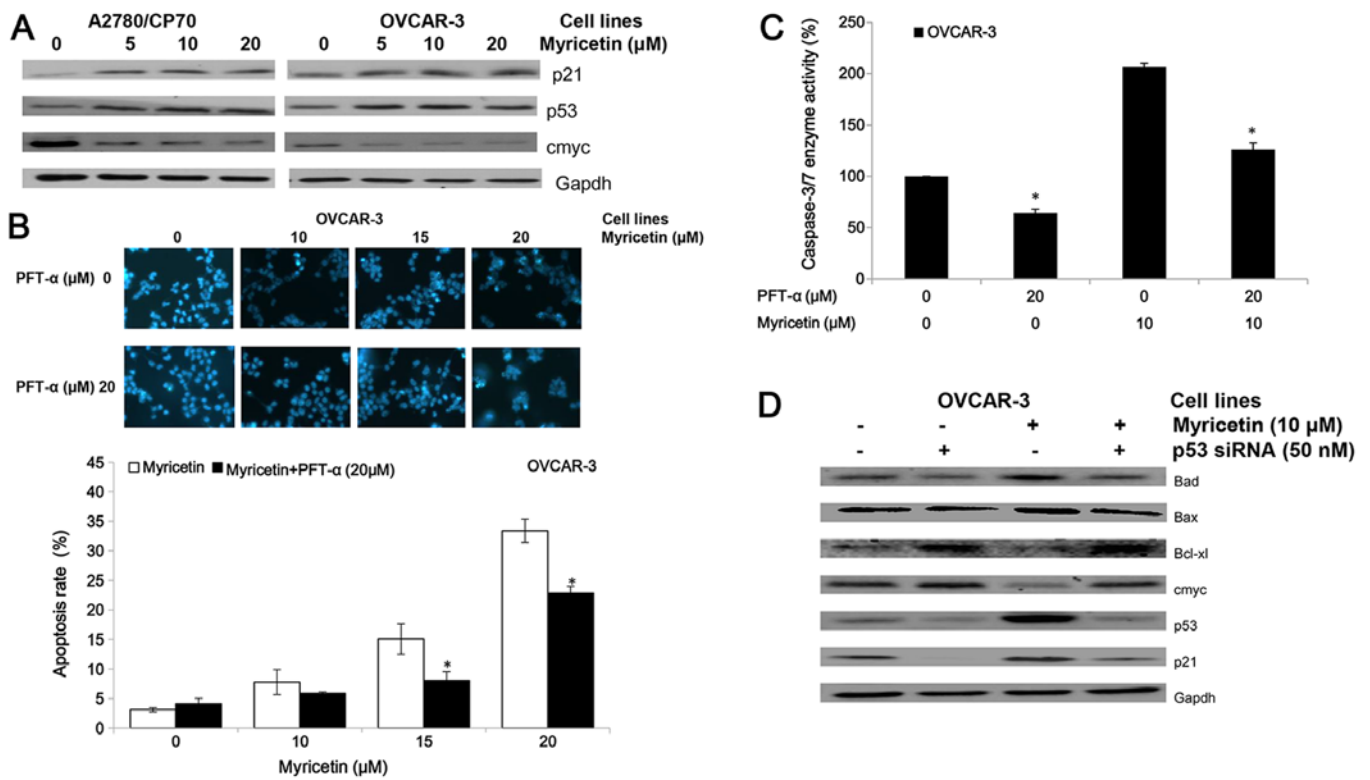 A
A2780/CP70 OVCAR-3 Cell lines
0 5 10 20 0 5 10 20 Myricetin (μM)
p21
p53
cmyc
Gapdh
B
OVCAR-3 Cell lines
0 10 15 20 Myricetin (μM)
PFT-α (μM) 0
PFT-α (μM) 20
Apoptosis rate (%)
45
40
35
30
25
20
15
10
5
0
Myricetin Myricetin+PFT-α (20μM) OVCAR-3
* *
0 10 15 20
Myricetin (μM)
C
Caspase-3/7 enzyme activity (%)
250
200
150
100
50
0
OVCAR-3
* *
PFT-α (μM) 0 20 0 20
Myricetin (μM) 0 0 10 10
D
OVCAR-3 Cell lines
- - + + Myricetin (10 μM)
- + - + p53 siRNA (50 nM)
Bad
Bax
Bcl-xl
cmyc
p53
p21
Gapdh